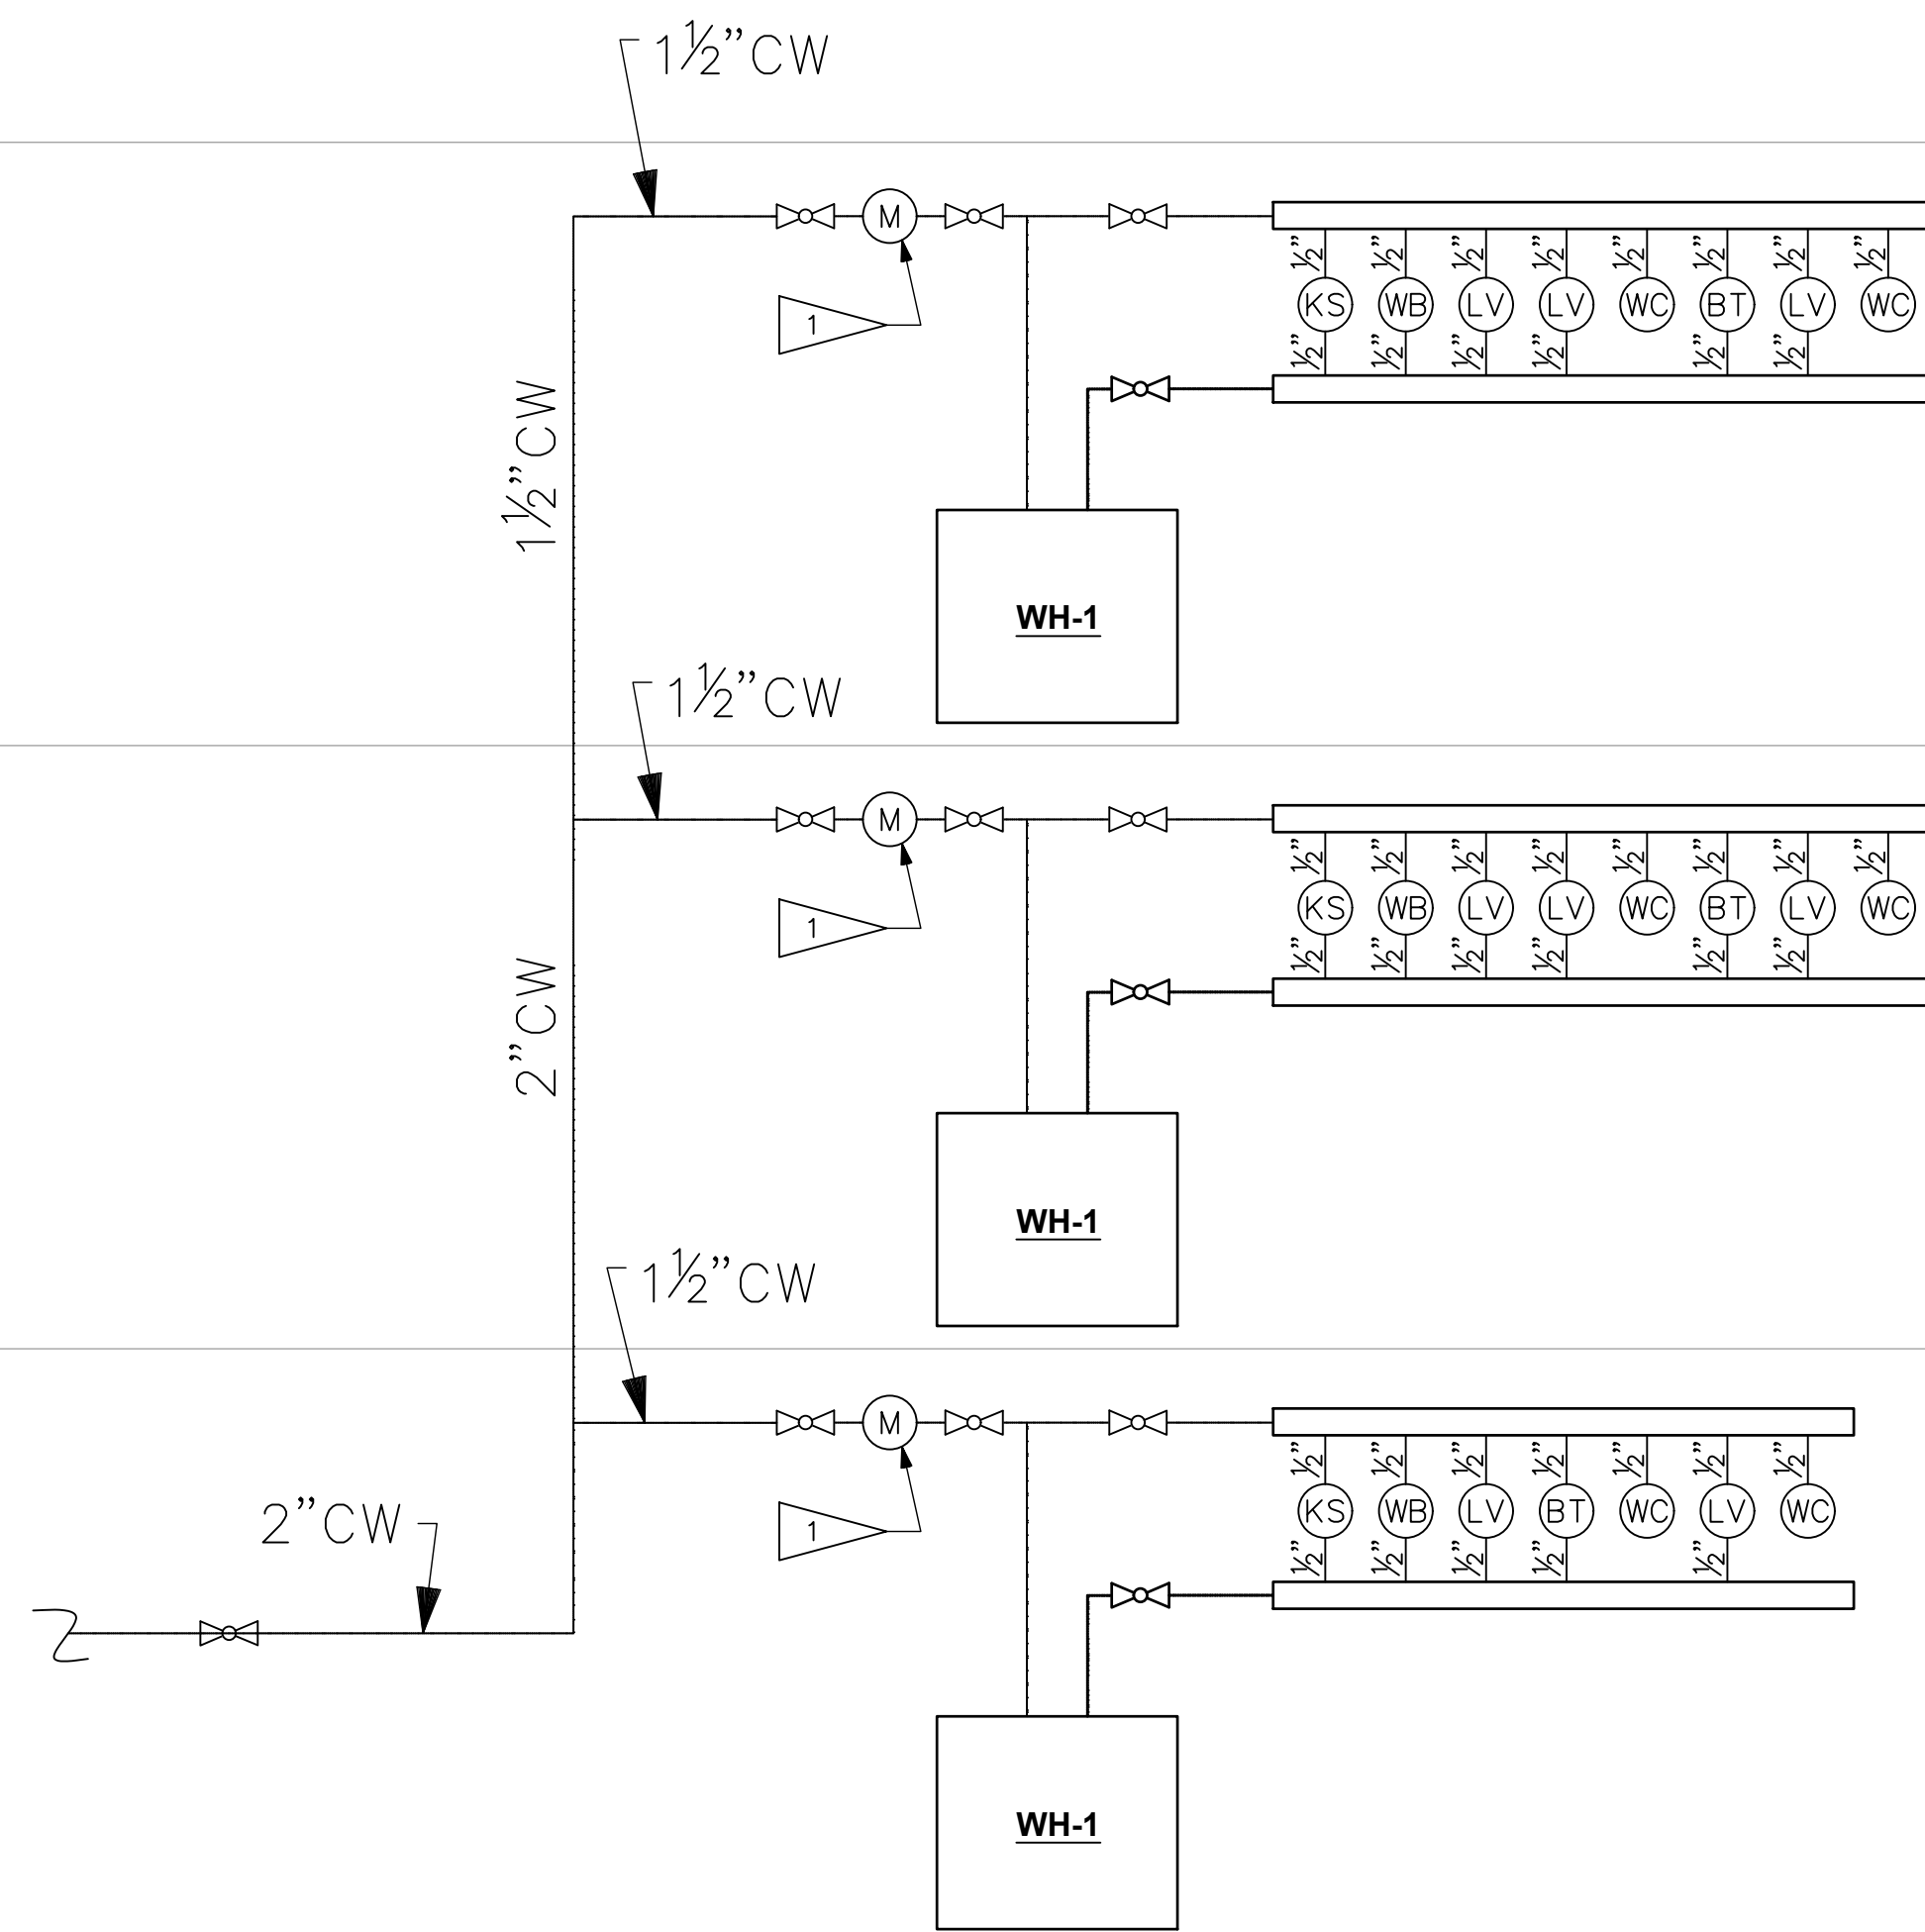 1½”CW
M
½” ½” ½” ½” ½” ½” ½” ½”
KS WB LV LV WC BT LV WC
1
½” ½” ½” ½” ½” ½”
1½”CW
WH-1
1½”CW
M
½” ½” ½” ½” ½” ½” ½” ½”
KS WB LV LV WC BT LV WC
1
½” ½” ½” ½” ½” ½”
2”CW
WH-1
1½”CW
M
½” ½” ½” ½” ½” ½” ½”
KS WB LV BT WC LV WC
2”CW
1
½” ½” ½” ½” ½”
WH-1